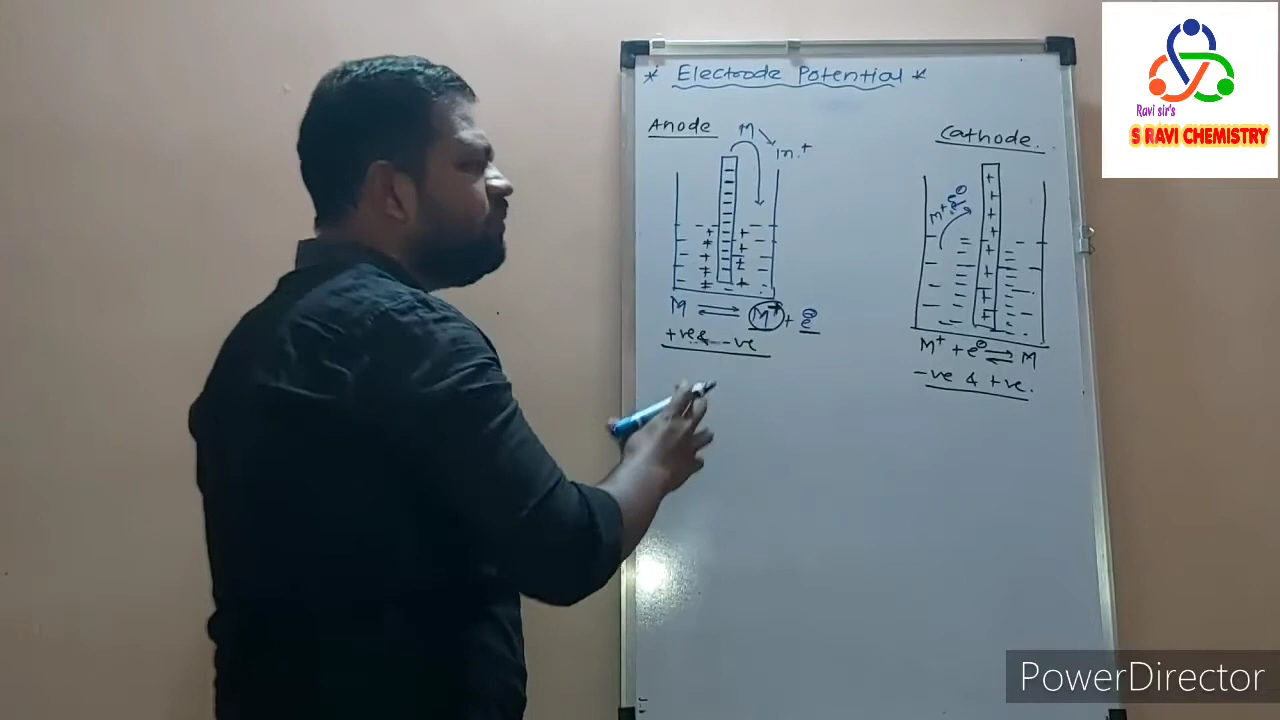 * Electrode Potential *
Anode
M
m.+
M ⇌ M+ + e⊖
+ve & -ve
Cathode.
M+ e⊖
M+ + e⊖ ⇌ M
-ve & +ve.
Ravi sir's
S RAVI CHEMISTRY
PowerDirector